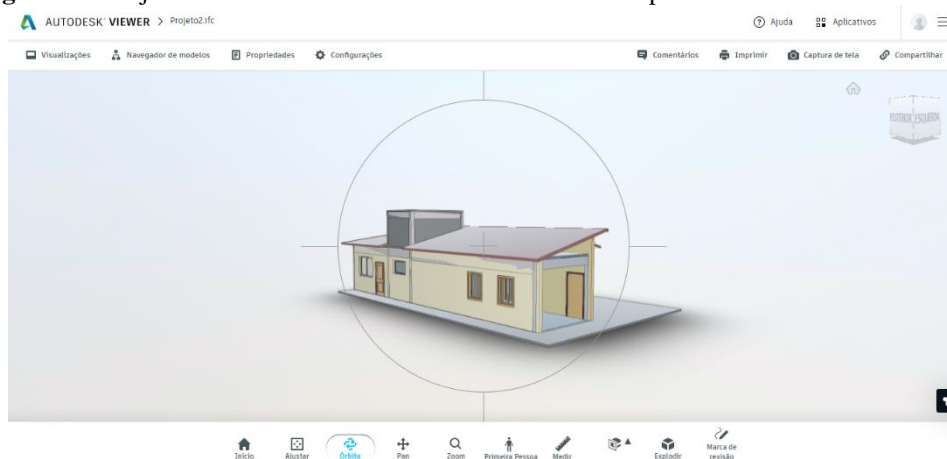 AUTODESK® VIEWER > Projeto2.ifc
Ajuda
Aplicativos
Visualizações
Navegador de modelos
Propriedades
Configurações
Comentários
Imprimir
Captura de tela
Compartilhar
ESQUERDA
Início
Ajustar
Órbita
Pan
Zoom
Primeira Pessoa
Medir
Explodir
Marca de
revisão